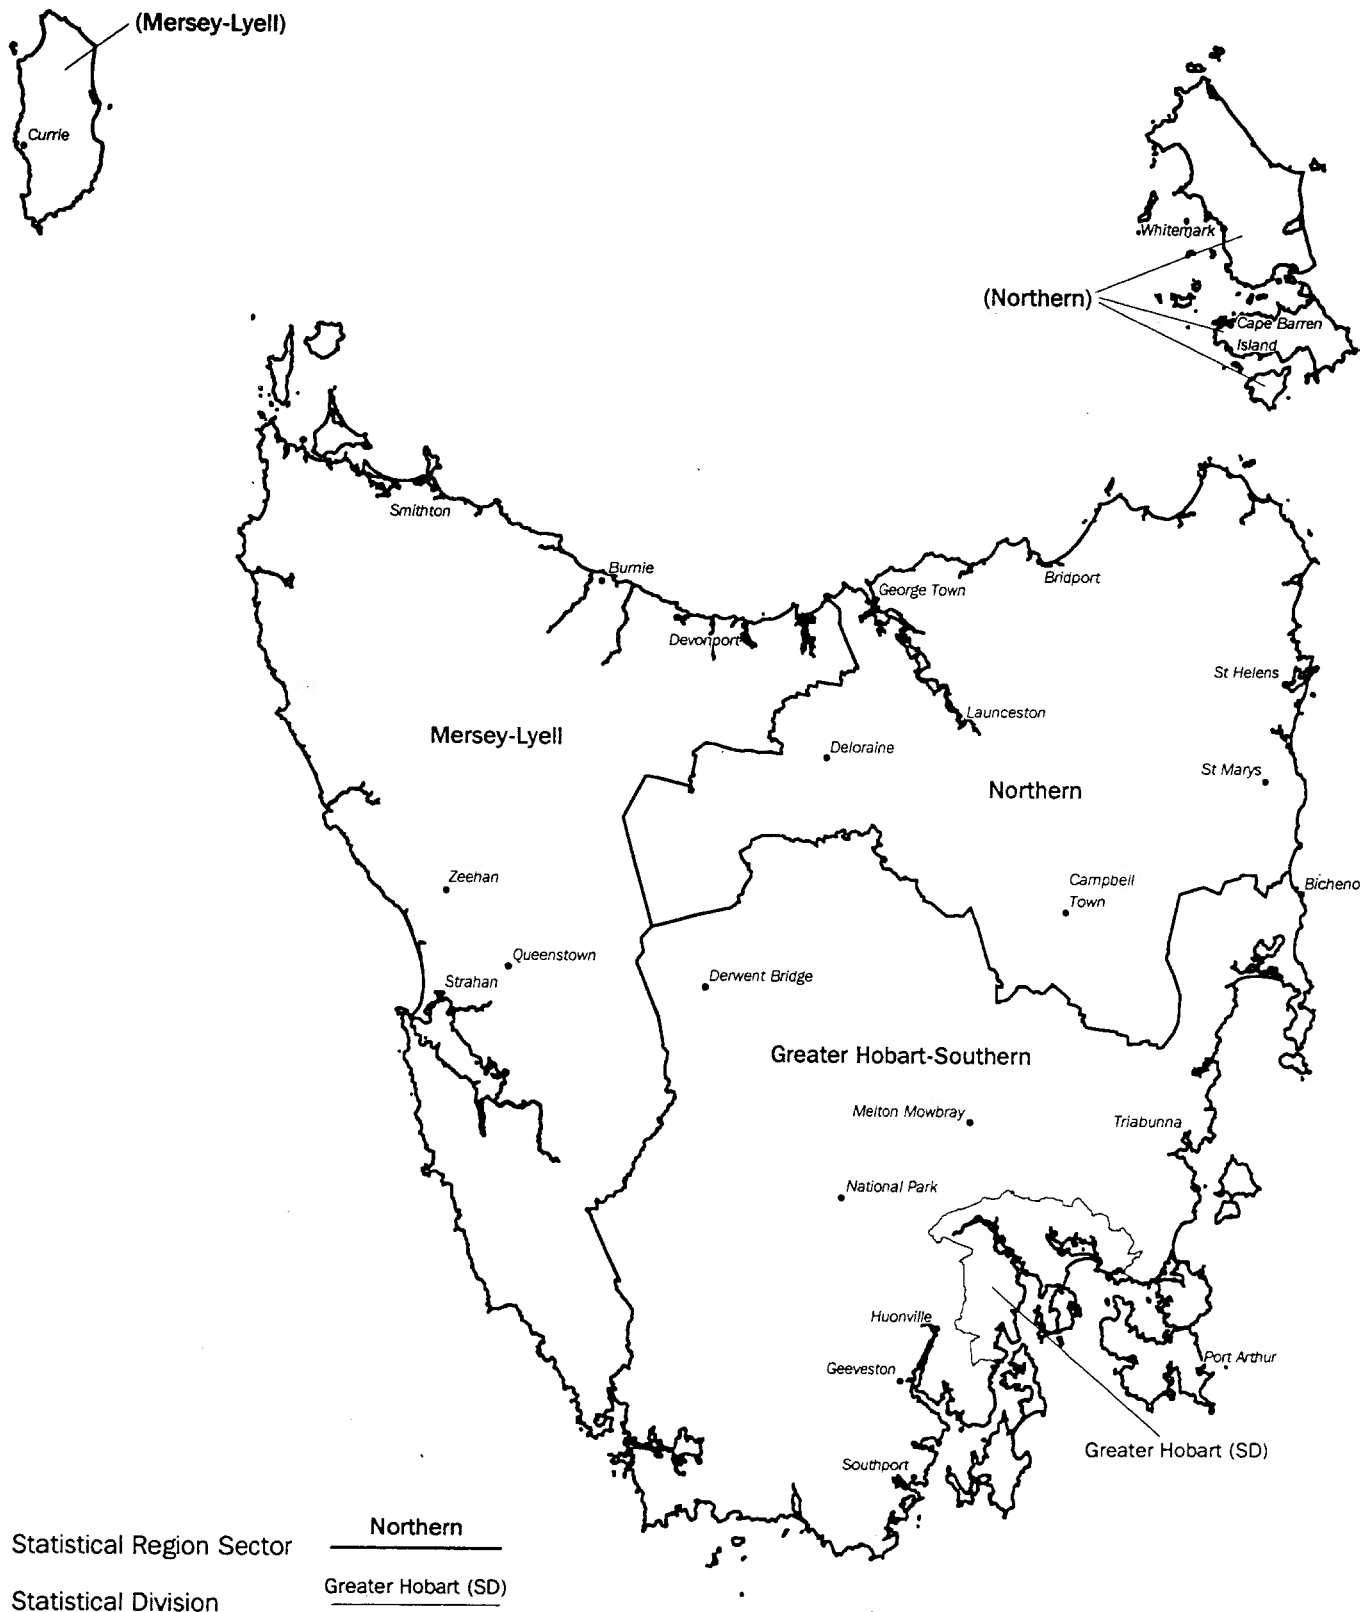 (Mersey-Lyell)
Currie
Whitemark
(Northern)
Cape Barren
Island
Smithton
Burnie
George Town
Bridport
Devonport
St Helens
Launceston
Mersey-Lyell
Deloraine
St Marys
Northern
Zeehan
Campbell
Town
Bicheno
Queenstown
Derwent Bridge
Strahan
Greater Hobart-Southern
Melton Mowbray
Triabunna
National Park
Huonville
Port Arthur
Geeveston
Greater Hobart (SD)
Southport
Northern
Statistical Region Sector
Greater Hobart (SD)
Statistical Division